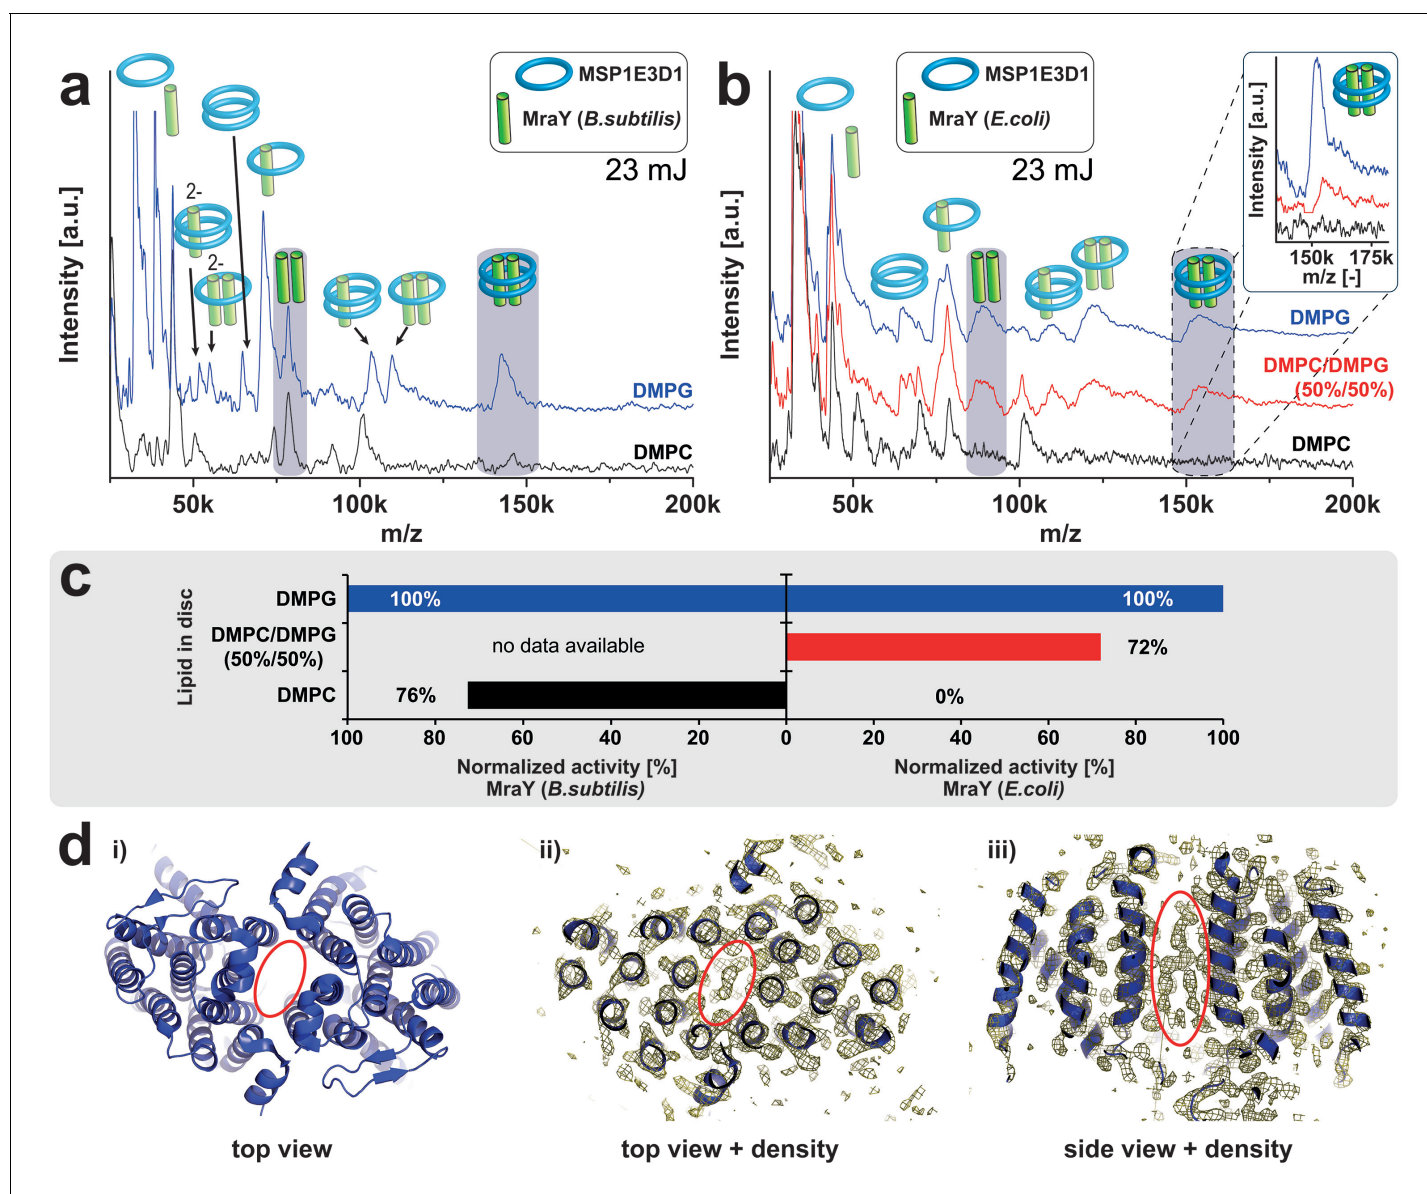 a
MSP1E3D1
MraY (B.subtilis)
23 mJ
2-
2-
Intensity [a.u.]
DMPG
DMPC
50k 100k 150k 200k
m/z
b
MSP1E3D1
MraY (E.coli)
23 mJ
Intensity [a.u.]
Intensity [a.u.]
150k 175k
m/z [-]
DMPG
DMPC/DMPG
(50%/50%)
DMPC
50k 100k 150k 200k
m/z
c
Lipid in disc
DMPG 100% 100%
DMPC/DMPG
(50%/50%)
no data available 72%
DMPC 76% 0%
100 80 60 40 20 0 20 40 60 80 100
Normalized activity [%]
MraY (B.subtilis)
Normalized activity [%]
MraY (E.coli)
d
i)
ii)
iii)
top view
top view + density
side view + density